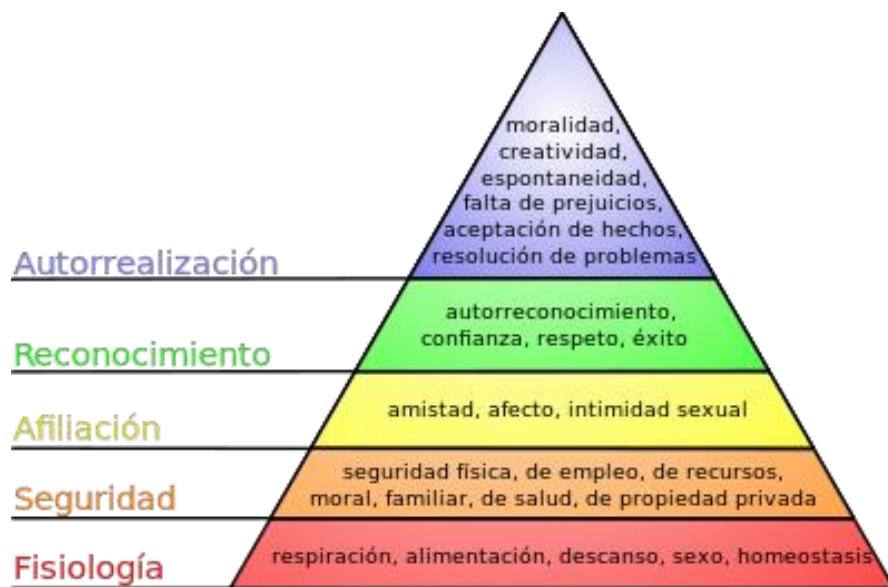 moralidad,
creatividad,
espontaneidad,
falta de prejuicios,
aceptación de hechos,
resolución de problemas
Autorrealización
autorreconocimiento,
confianza, respeto, éxito
Reconocimiento
amistad, afecto, intimidad sexual
Afiliación
seguridad física, de empleo, de recursos,
moral, familiar, de salud, de propiedad privada
Seguridad
respiración, alimentación, descanso, sexo, homeostasis
Fisiología